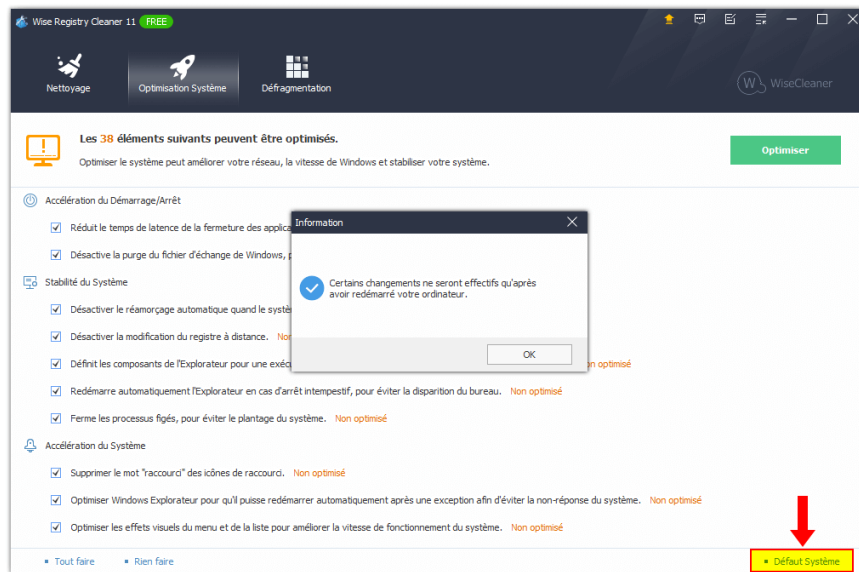 Wise Registry Cleaner 11 FREE
Nettoyage
Optimisation Système
Défragmentation
WiseCleaner
Les 38 éléments suivants peuvent être optimisés.
Optimiser le système peut améliorer votre réseau, la vitesse de Windows et stabiliser votre système.
Optimiser
Accélération du Démarrage/Arrêt
Réduit le temps de latence de la fermeture des applica
Désactive la purge du fichier d'échange de Windows, p
Stabilité du Système
Désactiver le réamorçage automatique quand le systè
Désactiver la modification du registre à distance. Non
Définit les composants de l'Explorateur pour une exéc
on optimisé
Redémarre automatiquement l'Explorateur en cas d'arrêt intempestif, pour éviter la disparition du bureau. Non optimisé
Ferme les processus figés, pour éviter le plantage du système. Non optimisé
Accélération du Système
Supprimer le mot "raccourci" des icônes de raccourci. Non optimisé
Optimiser Windows Explorateur pour qu'il puisse redémarrer automatiquement après une exception afin d'éviter la non-réponse du système. Non optimisé
Optimiser les effets visuels du menu et de la liste pour améliorer la vitesse de fonctionnement du système. Non optimisé
Tout faire
Rien faire
Défaut Système
Information
Certains changements ne seront effectifs qu'après
avoir redémarré votre ordinateur.
OK